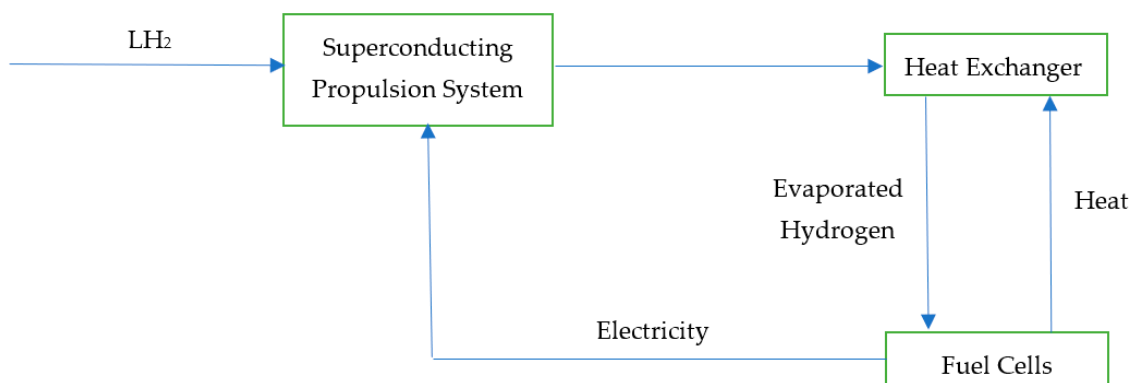 LH₂
Superconducting
Propulsion System
Heat Exchanger
Evaporated
Hydrogen
Heat
Electricity
Fuel Cells